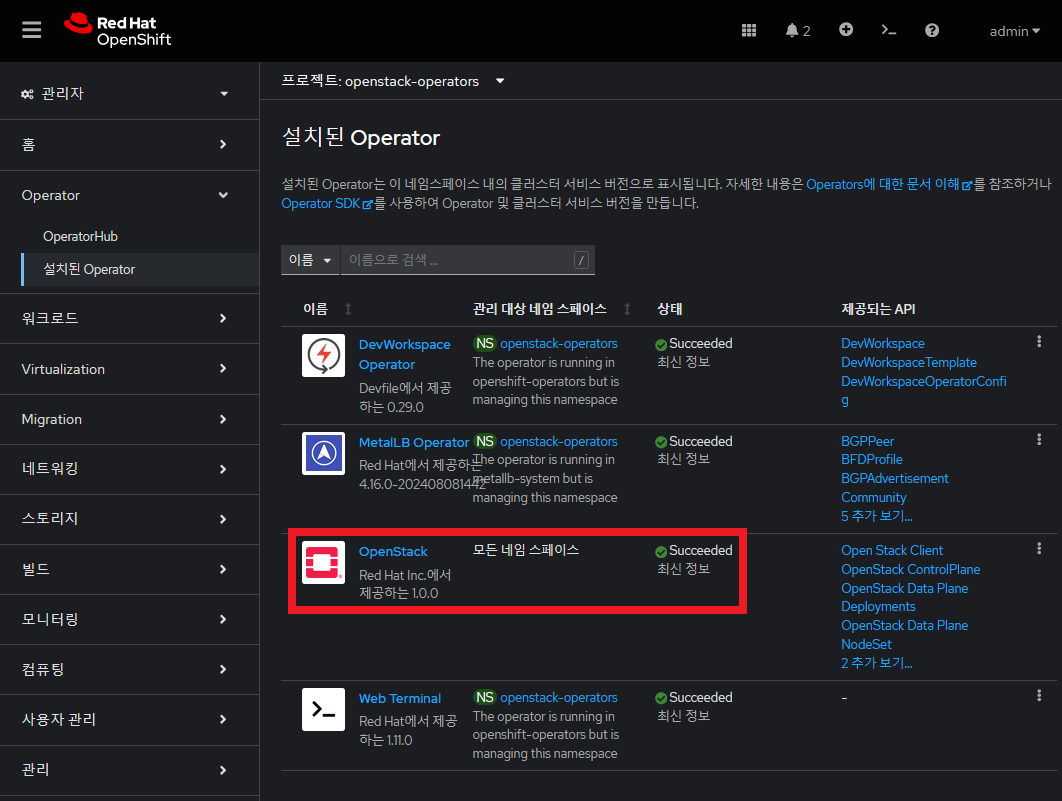 Red Hat
OpenShift
2
admin
관리자
홈
Operator
OperatorHub
설치된 Operator
워크로드
Virtualization
Migration
네트워킹
스토리지
빌드
모니터링
컴퓨팅
사용자 관리
관리
프로젝트: openstack-operators
설치된 Operator
설치된 Operator는 이 네임스페이스 내의 클러스터 서비스 버전으로 표시됩니다. 자세한 내용은 Operators에 대한 문서 이해를 참조하거나
Operator SDK를 사용하여 Operator 및 클러스터 서비스 버전을 만듭니다.
이름 이름으로 검색 ... /
이름 관리 대상 네임 스페이스 상태 제공되는 API
DevWorkspace
Operator
Devfile에서 제공
하는 0.29.0
NS openstack-operators
The operator is running in
openshift-operators but is
managing this namespace
Succeeded
최신 정보
DevWorkspace
DevWorkspaceTemplate
DevWorkspaceOperatorConfi
g
MetalLB Operator
Red Hat에서 제공하는
4.16.0-202408081442
NS openstack-operators
The operator is running in
metallb-system but is
managing this namespace
Succeeded
최신 정보
BGPPeer
BFDProfile
BGPAdvertisement
Community
5 추가 보기...
OpenStack
Red Hat Inc.에서
제공하는 1.0.0
모든 네임 스페이스
Succeeded
최신 정보
Open Stack Client
OpenStack ControlPlane
OpenStack Data Plane
Deployments
OpenStack Data Plane
NodeSet
2 추가 보기...
Web Terminal
Red Hat에서 제공
하는 1.11.0
NS openstack-operators
The operator is running in
openshift-operators but is
managing this namespace
Succeeded
최신 정보
-